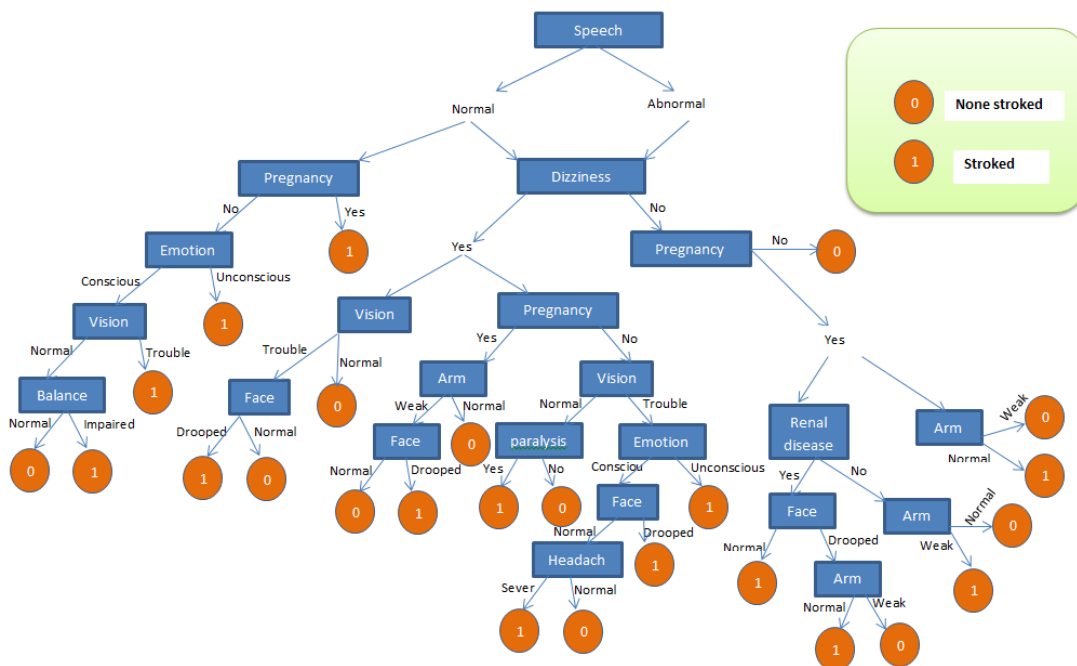 Speech
0 None stroked
1 Stroked
Normal Abnormal
Pregnancy Dizziness
No Yes No
Emotion 1 Yes Pregnancy No 0
Conscious Unconscious
Vision 1 Vision Pregnancy
Normal Trouble Trouble Normal Yes No Yes
Balance 1 Face 0 Arm Vision
Normal Impaired Drooped Normal Weak Normal Normal Trouble Renal disease Arm Weak 0
0 1 1 0 Face 0 paralysis Emotion Normal 1
Normal Drooped Yes No Consciou Unconscious Yes No
0 1 1 0 Face 1 Face Arm Normal 0
Normal Drooped Normal Drooped Weak
Headach 1 1 Arm 1
Sever Normal Normal Weak
1 0 1 0